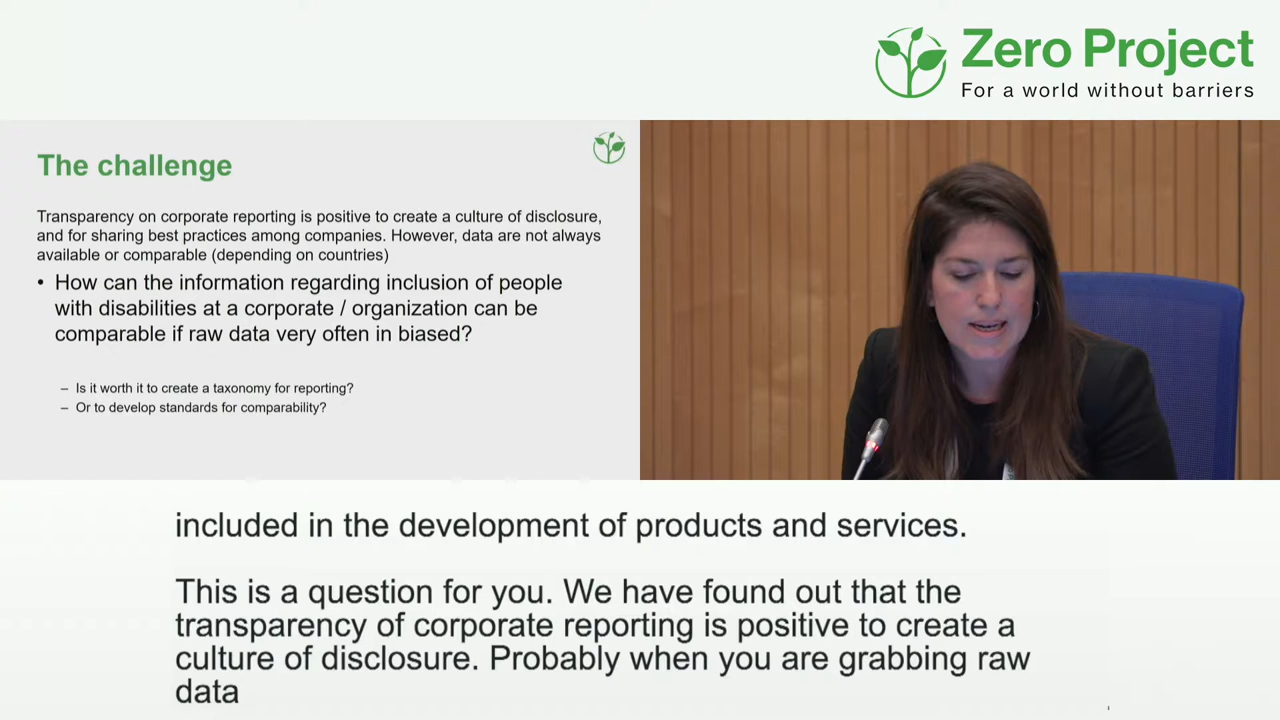 Zero Project
For a world without barriers
The challenge
Transparency on corporate reporting is positive to create a culture of disclosure,
and for sharing best practices among companies. However, data are not always
available or comparable (depending on countries)
• How can the information regarding inclusion of people
with disabilities at a corporate / organization can be
comparable if raw data very often in biased?
– Is it worth it to create a taxonomy for reporting?
– Or to develop standards for comparability?
included in the development of products and services.
This is a question for you. We have found out that the
transparency of corporate reporting is positive to create a
culture of disclosure. Probably when you are grabbing raw
data